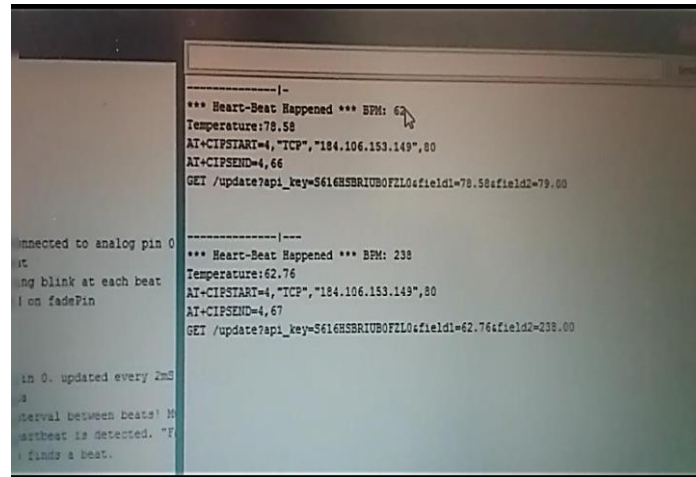 ---------------|-
*** Heart-Beat Happened *** BPM: 62
Temperature:78.58
AT+CIPSTART=4,"TCP","184.106.153.149",80
AT+CIPSEND=4,66
GET /update?api_key=S616HSBRIUB0FZL0&field1=78.58&field2=79.00
---------------|---
*** Heart-Beat Happened *** BPM: 238
Temperature:62.76
AT+CIPSTART=4,"TCP","184.106.153.149",80
AT+CIPSEND=4,67
GET /update?api_key=S616HSBRIUB0FZL0&field1=62.76&field2=238.00
nnected to analog pin 0
ng blink at each beat
on fadePin
in 0. updated every 2mS
terval between beats!
artbeat is detected.
finds a beat.